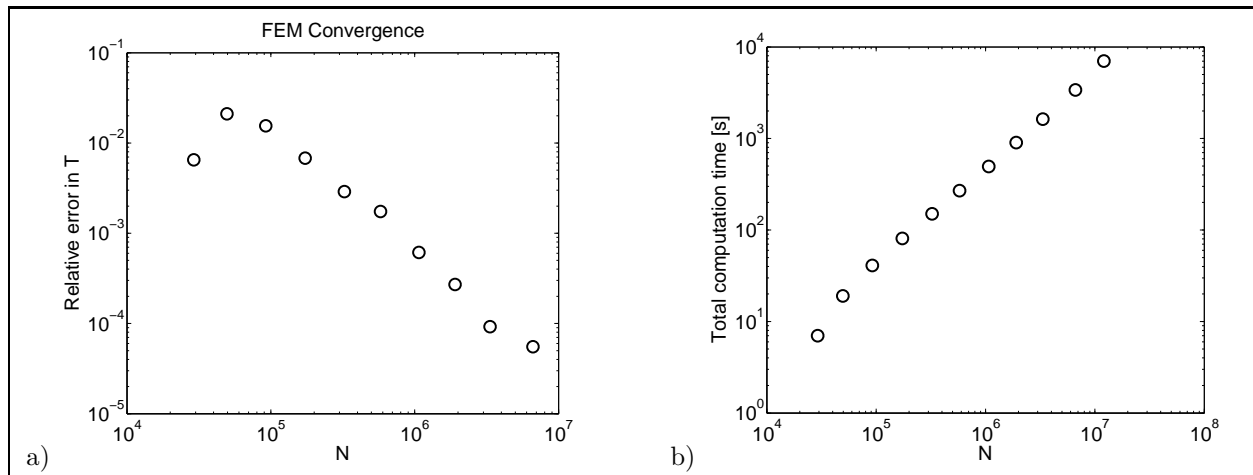 FEM Convergence
10^-1
10^-2
10^-3
10^-4
10^-5
Relative error in T
10^4
10^5
10^6
10^7
N
a)
10^4
10^3
10^2
10^1
10^0
Total computation time [s]
10^4
10^5
10^6
10^7
10^8
N
b)